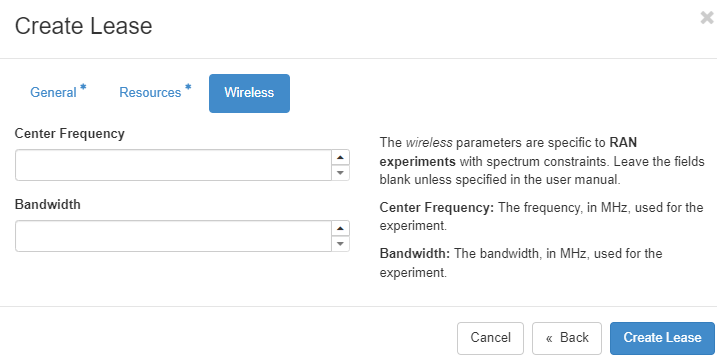 Create Lease
×
General *
Resources *
Wireless
Center Frequency
Bandwidth
The wireless parameters are specific to RAN
experiments with spectrum constraints. Leave the fields
blank unless specified in the user manual.
Center Frequency: The frequency, in MHz, used for the
experiment.
Bandwidth: The bandwidth, in MHz, used for the
experiment.
Cancel
« Back
Create Lease